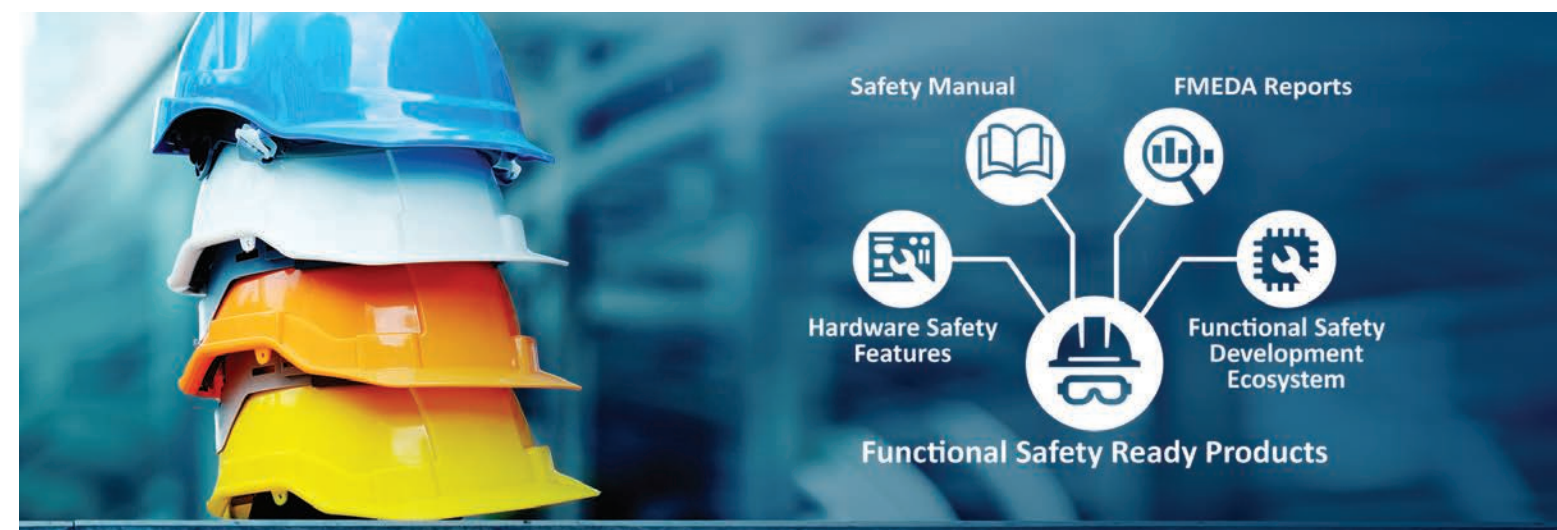 Safety Manual
FMEDA Reports
Hardware Safety
Features
Functional Safety
Development
Ecosystem
Functional Safety Ready Products